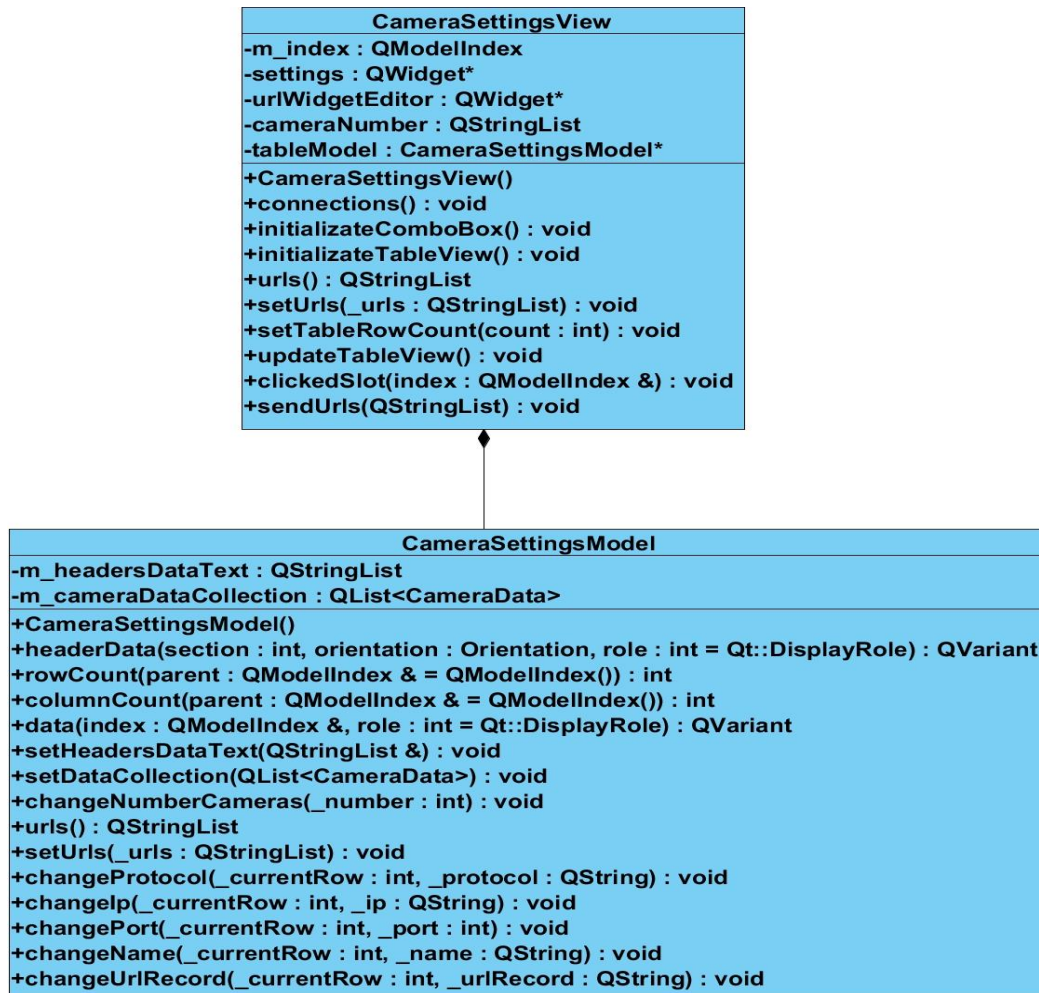 CameraSettingsView
-m_index : QModelIndex
-settings : QWidget*
-urlWidgetEditor : QWidget*
-cameraNumber : QStringList
-tableModel : CameraSettingsModel*
+CameraSettingsView()
+connections() : void
+initializateComboBox() : void
+initializateTableView() : void
+urls() : QStringList
+setUrls(_urls : QStringList) : void
+setTableRowCount(count : int) : void
+updateTableView() : void
+clickedSlot(index : QModelIndex &) : void
+sendUrls(QStringList) : void
CameraSettingsModel
-m_headersDataText : QStringList
-m_cameraDataCollection : QList<CameraData>
+CameraSettingsModel()
+headerData(section : int, orientation : Orientation, role : int = Qt::DisplayRole) : QVariant
+rowCount(parent : QModelIndex & = QModelIndex()) : int
+columnCount(parent : QModelIndex & = QModelIndex()) : int
+data(index : QModelIndex &, role : int = Qt::DisplayRole) : QVariant
+setHeadersDataText(QStringList &) : void
+setDataCollection(QList<CameraData>) : void
+changeNumberCameras(_number : int) : void
+urls() : QStringList
+setUrls(_urls : QStringList) : void
+changeProtocol(_currentRow : int, _protocol : QString) : void
+changeIp(_currentRow : int, _ip : QString) : void
+changePort(_currentRow : int, _port : int) : void
+changeName(_currentRow : int, _name : QString) : void
+changeUrlRecord(_currentRow : int, _urlRecord : QString) : void